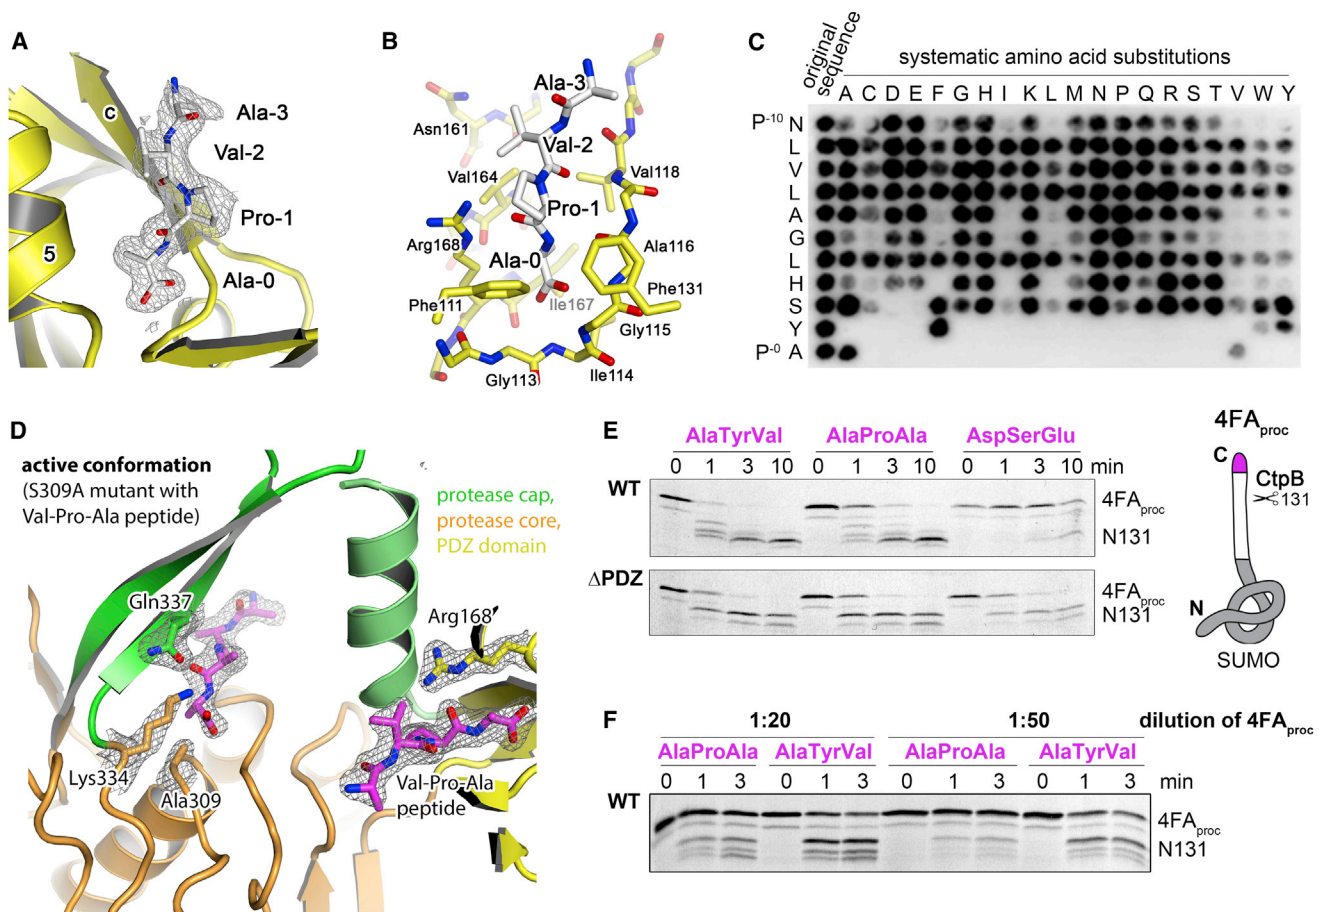 A
C
5
Ala-3
Val-2
Pro-1
Ala-0
B
Ala-3
Asn161
Val-2
Val164
Val118
Pro-1
Arg168
Ala-0
Ala116
Phe111
Ile167
Phe131
Gly115
Gly113
Ile114
C
original
sequence
systematic amino acid substitutions
A C D E F G H I K L M N P Q R S T V W Y
P-10 N
L
V
L
A
G
L
H
S
Y
P-0 A
D
active conformation
(S309A mutant with
Val-Pro-Ala peptide)
protease cap,
protease core,
PDZ domain
Gln337
Arg168
Lys334
Ala309
Val-Pro-Ala
peptide
E
AlaTyrVal AlaProAla AspSerGlu
0 1 3 10 0 1 3 10 0 1 3 10 min
WT
4FAproc
N131
ΔPDZ
4FAproc
N131
4FAproc
C
CtpB
131
N
SUMO
F
1:20 1:50 dilution of 4FAproc
AlaProAla AlaTyrVal AlaProAla AlaTyrVal
0 1 3 0 1 3 0 1 3 0 1 3 min
WT
4FAproc
N131